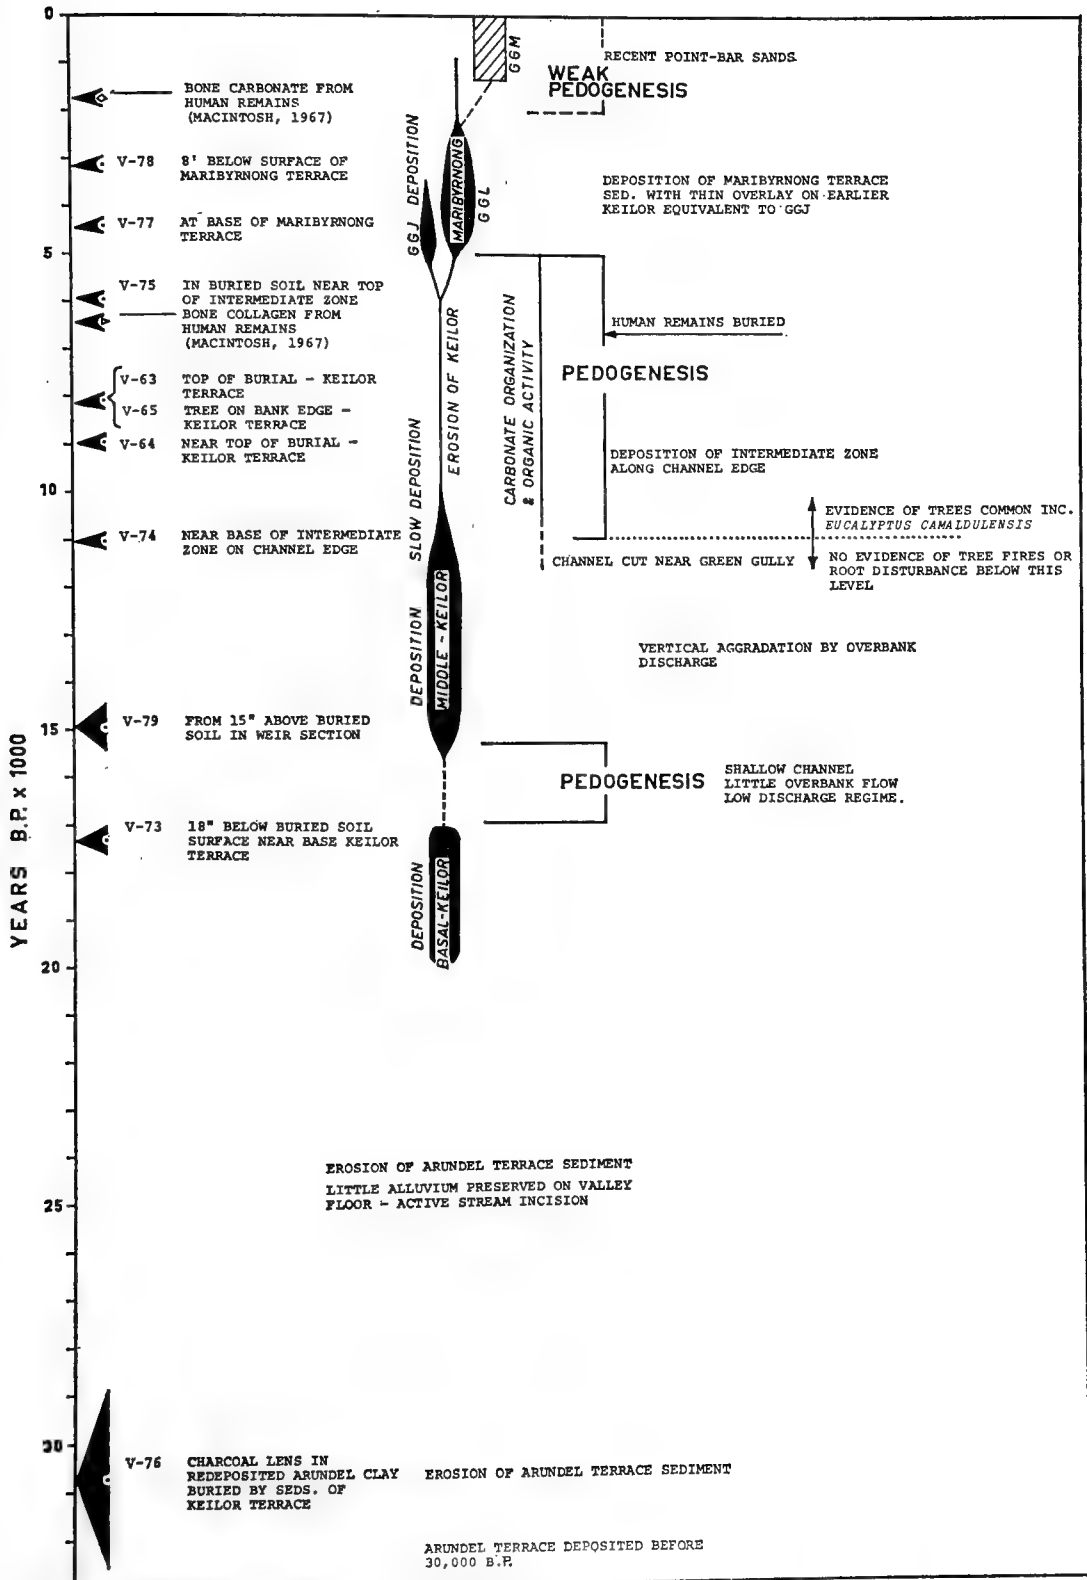 0
5
10
15
20
25
30
YEARS B.P. x 1000
BONE CARBONATE FROM
HUMAN REMAINS
(MACINTOSH, 1967)
V-78 8' BELOW SURFACE OF
MARIBYRNONG TERRACE
V-77 AT BASE OF MARIBYRNONG
TERRACE
V-75 IN BURIED SOIL NEAR TOP
OF INTERMEDIATE ZONE
BONE COLLAGEN FROM
HUMAN REMAINS
(MACINTOSH, 1967)
V-63 TOP OF BURIAL - KEILOR
TERRACE
V-65 TREE ON BANK EDGE -
KEILOR TERRACE
V-64 NEAR TOP OF BURIAL -
KEILOR TERRACE
V-74 NEAR BASE OF INTERMEDIATE
ZONE ON CHANNEL EDGE
V-79 FROM 15" ABOVE BURIED
SOIL IN WEIR SECTION
V-73 18" BELOW BURIED SOIL
SURFACE NEAR BASE KEILOR
TERRACE
V-76 CHARCOAL LENS IN
REDEPOSITED ARUNDEL CLAY
BURIED BY SEDS. OF
KEILOR TERRACE
GGM
GGJ DEPOSITION
MARIBYRNONG
GGL
EROSION OF KEILOR
SLOW DEPOSITION
DEPOSITION
MIDDLE - KEILOR
DEPOSITION
BASAL-KEILOR
CARBONATE ORGANIZATION
& ORGANIC ACTIVITY
RECENT POINT-BAR SANDS
WEAK
PEDOGENESIS
DEPOSITION OF MARIBYRNONG TERRACE
SED. WITH THIN OVERLAY ON EARLIER
KEILOR EQUIVALENT TO GGJ
HUMAN REMAINS BURIED
PEDOGENESIS
DEPOSITION OF INTERMEDIATE ZONE
ALONG CHANNEL EDGE
EVIDENCE OF TREES COMMON INC.
EUCALYPTUS CAMALDULENSIS
CHANNEL CUT NEAR GREEN GULLY
NO EVIDENCE OF TREE FIRES OR
ROOT DISTURBANCE BELOW THIS
LEVEL
VERTICAL AGGRADATION BY OVERBANK
DISCHARGE
PEDOGENESIS
SHALLOW CHANNEL
LITTLE OVERBANK FLOW
LOW DISCHARGE REGIME.
EROSION OF ARUNDEL TERRACE SEDIMENT
LITTLE ALLUVIUM PRESERVED ON VALLEY
FLOOR - ACTIVE STREAM INCISION
EROSION OF ARUNDEL TERRACE SEDIMENT
ARUNDEL TERRACE DEPOSITED BEFORE
30,000 B.P.